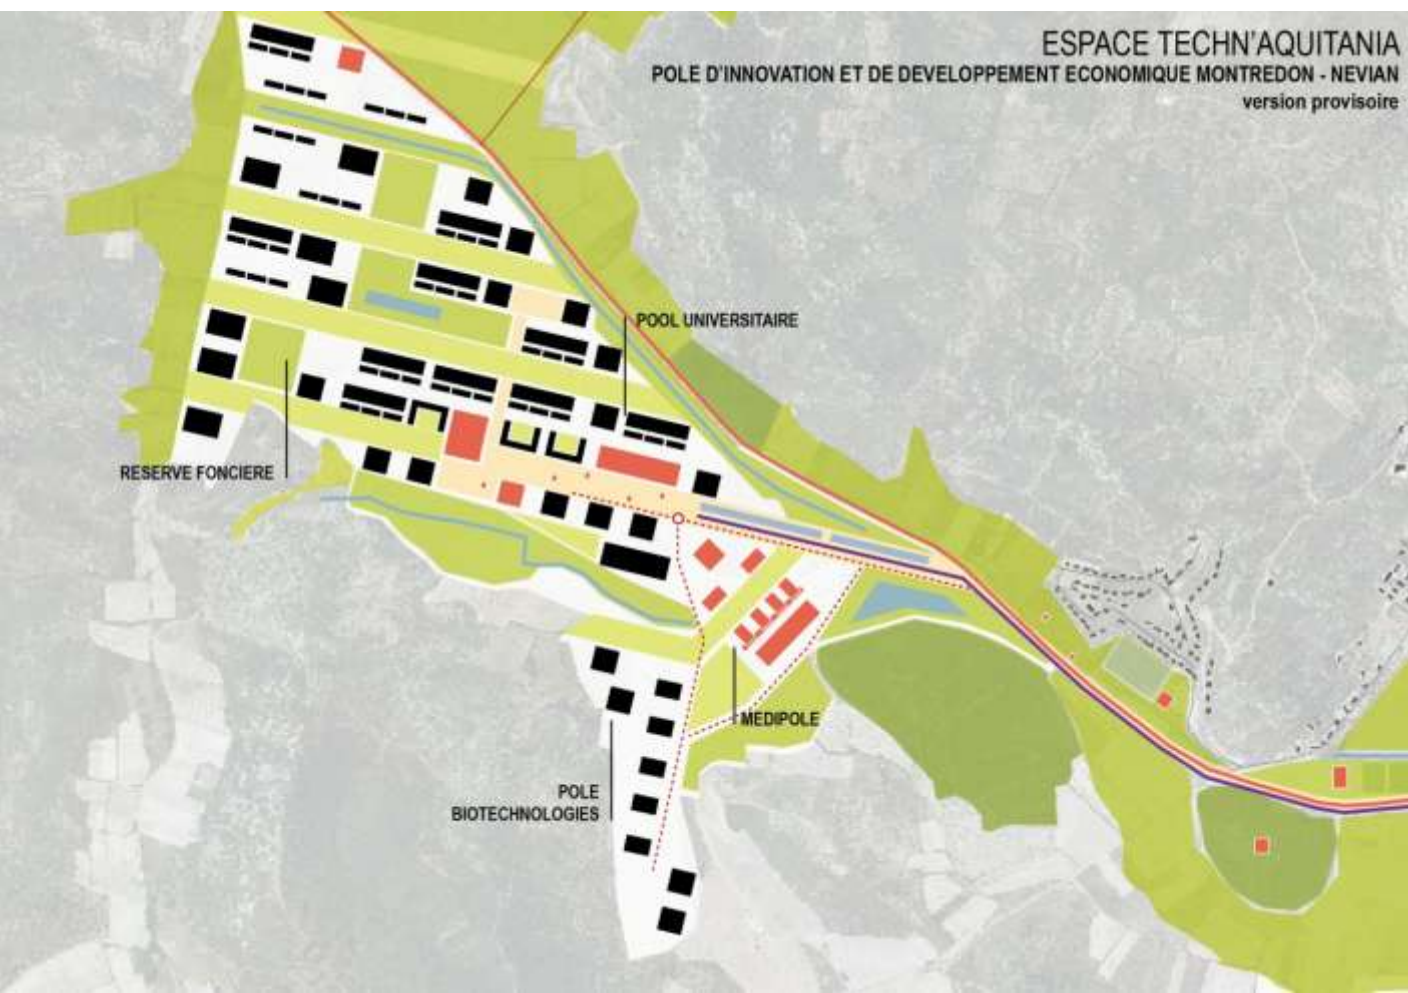 ESPACE TECHN'AQUITANIA
POLE D'INNOVATION ET DE DEVELOPPEMENT ECONOMIQUE MONTREDON - NEVIAN
version provisoire
POOL UNIVERSITAIRE
RESERVE FONCIERE
MEDIPOLE
POLE
BIOTECHNOLOGIES